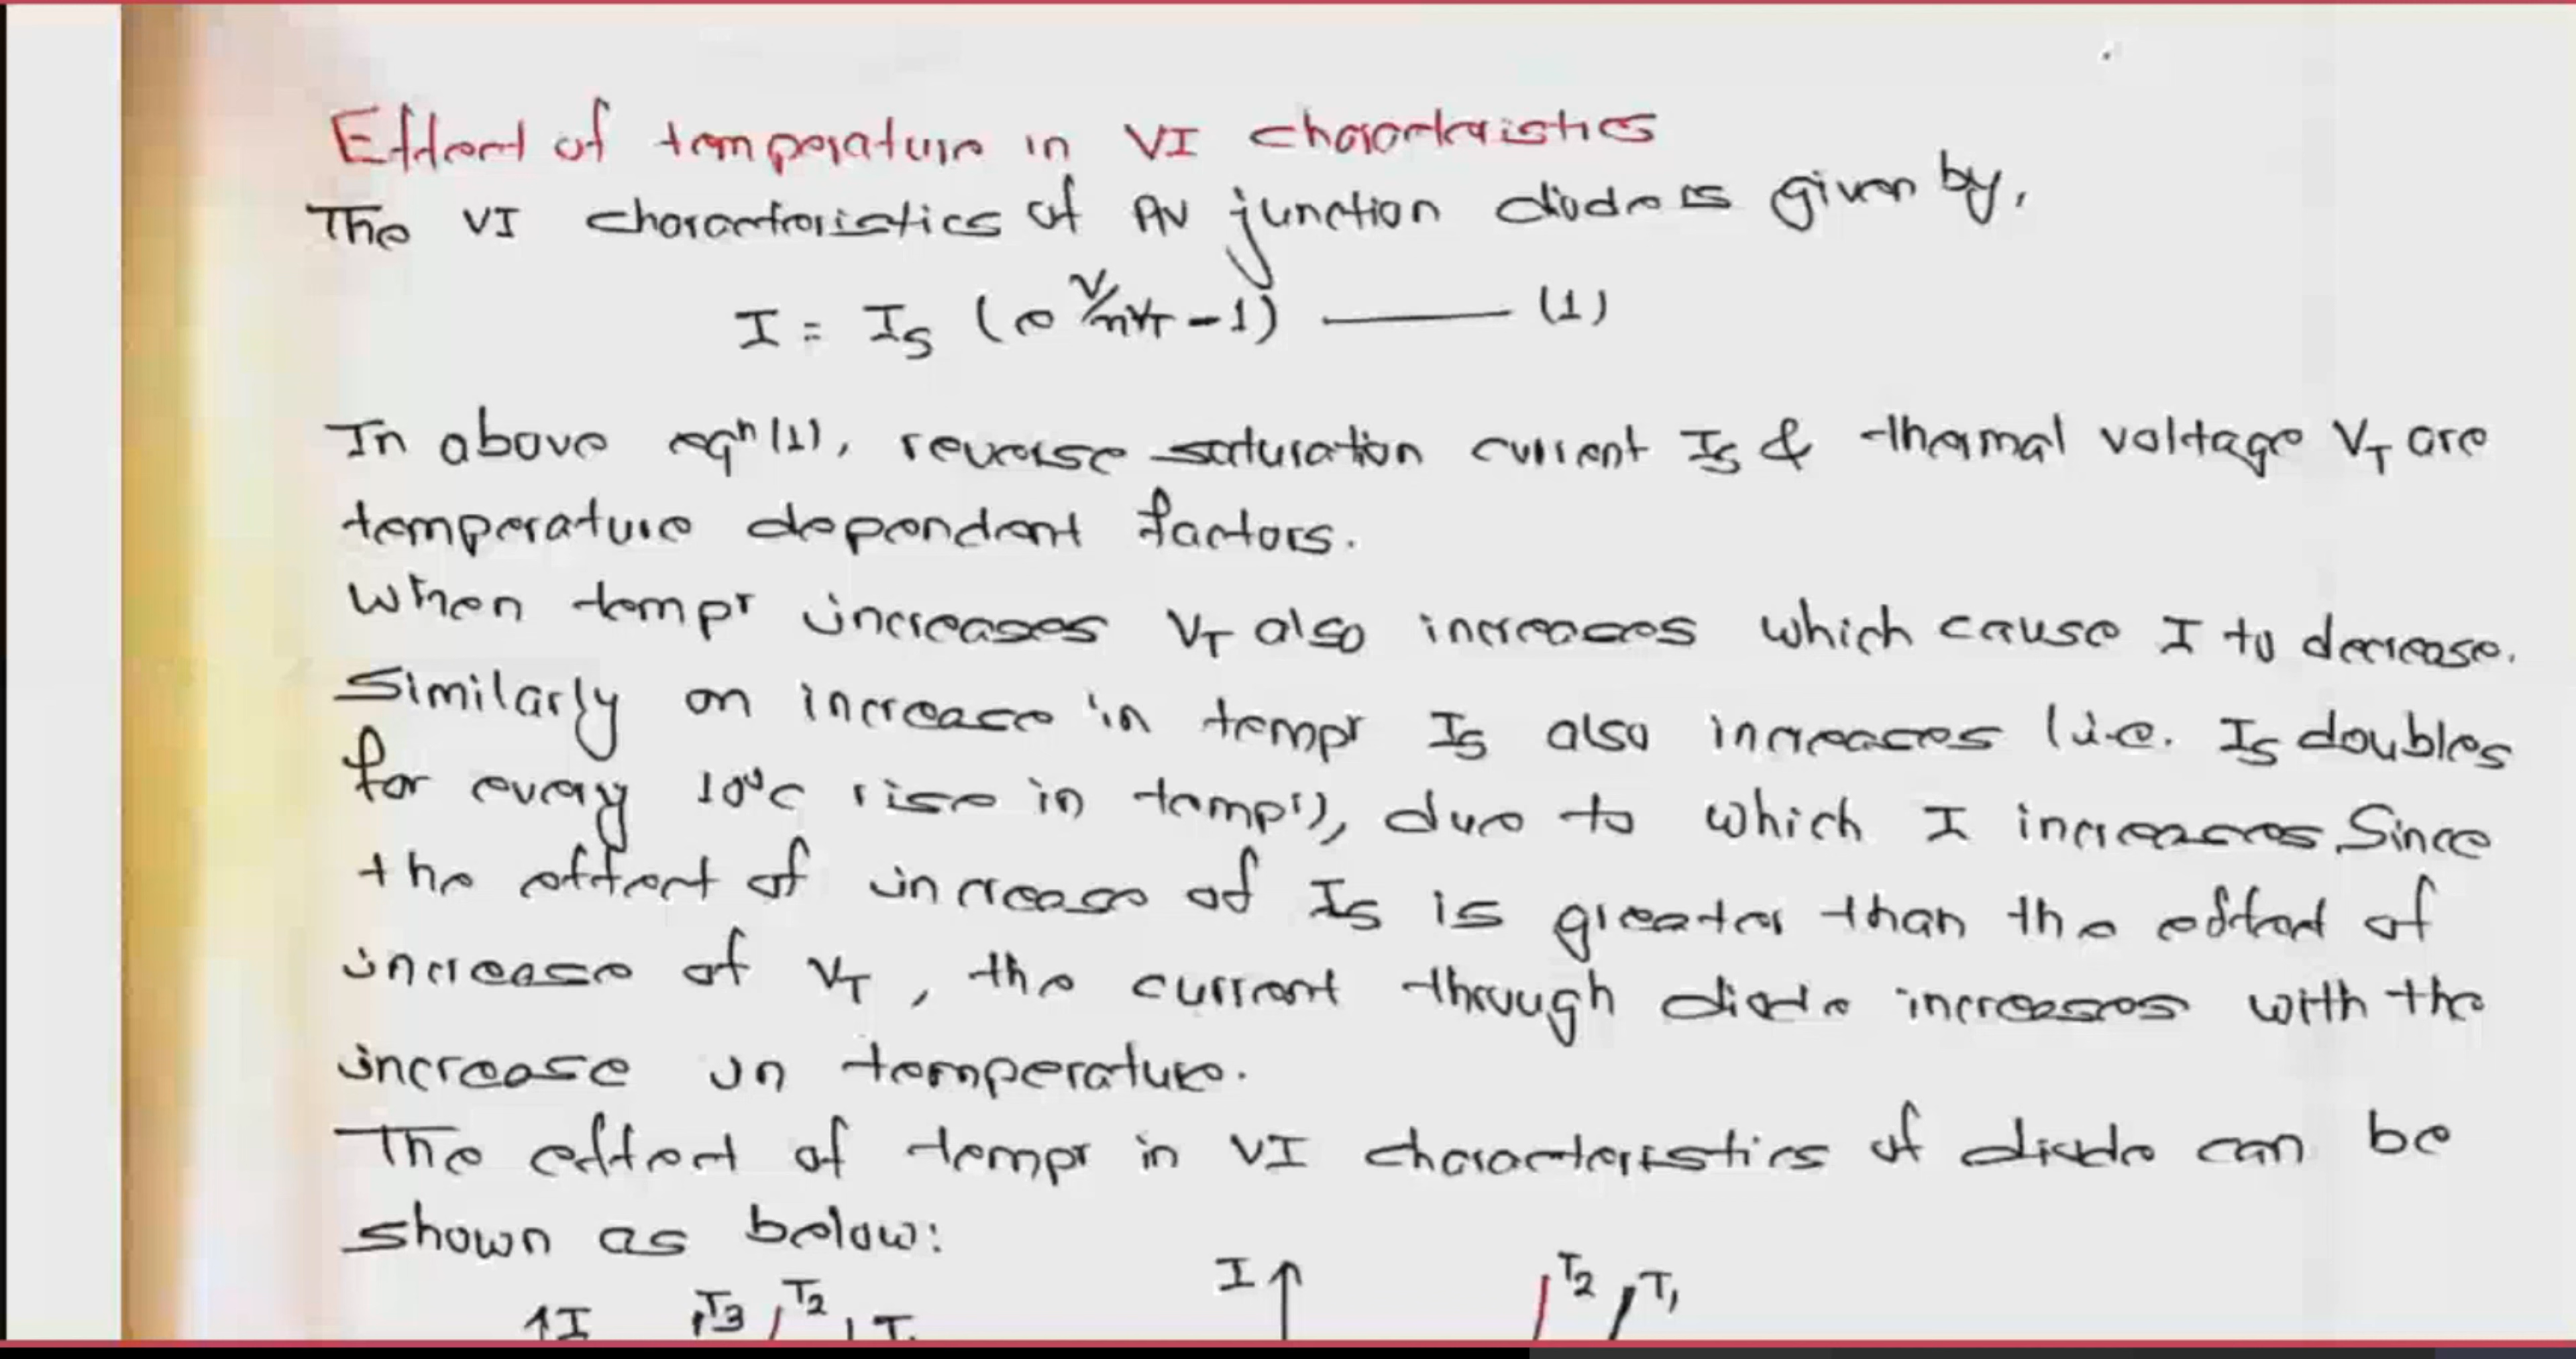 Effect of temperature in VI characteristics
The VI characteristics of PN junction diode is given by,
I = Is (e^V/nVT - 1) ——— (1)
In above eqn (1), reverse saturation current Is & thermal voltage VT are
temperature dependent factors.
When tempr increases VT also increases which cause I to decrease.
Similarly on increase in tempr Is also increases (i.e. Is doubles
for every 10°C rise in tempr), due to which I increases. Since
the effect of increase of Is is greater than the effect of
increase of VT, the current through diode increases with the
increase in temperature.
The effect of tempr in VI characteristics of diode can be
shown as below:
I T3 T2 T, I T2 T1